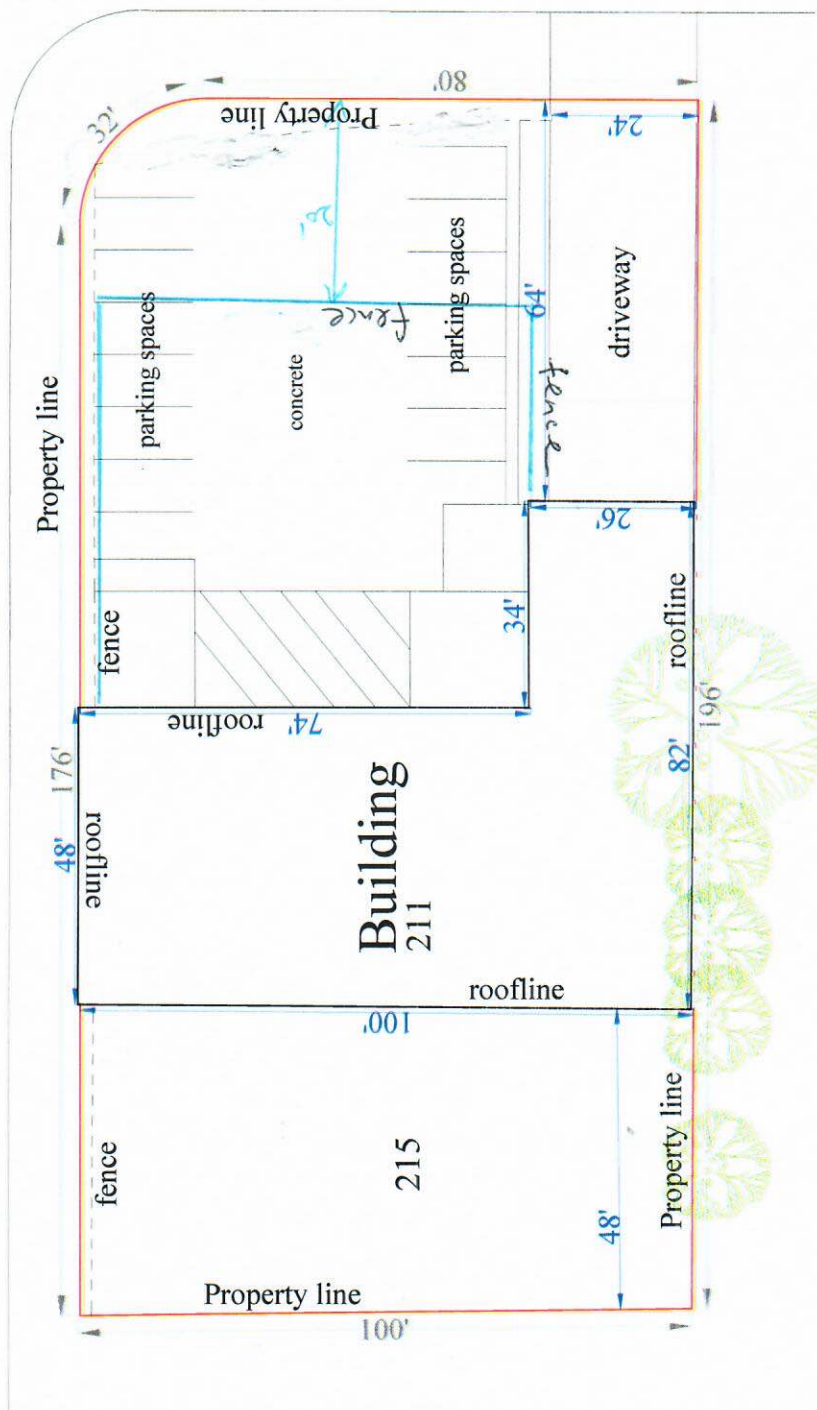 80'
32'
Property line
24'
20'
parking spaces
parking spaces
fence
64'
driveway
concrete
fence
Property line
26'
34'
fence
roofline
roofline
74'
176'
196'
82'
48'
roofline
Building
211
roofline
100'
fence
215
Property line
48'
Property line
100'